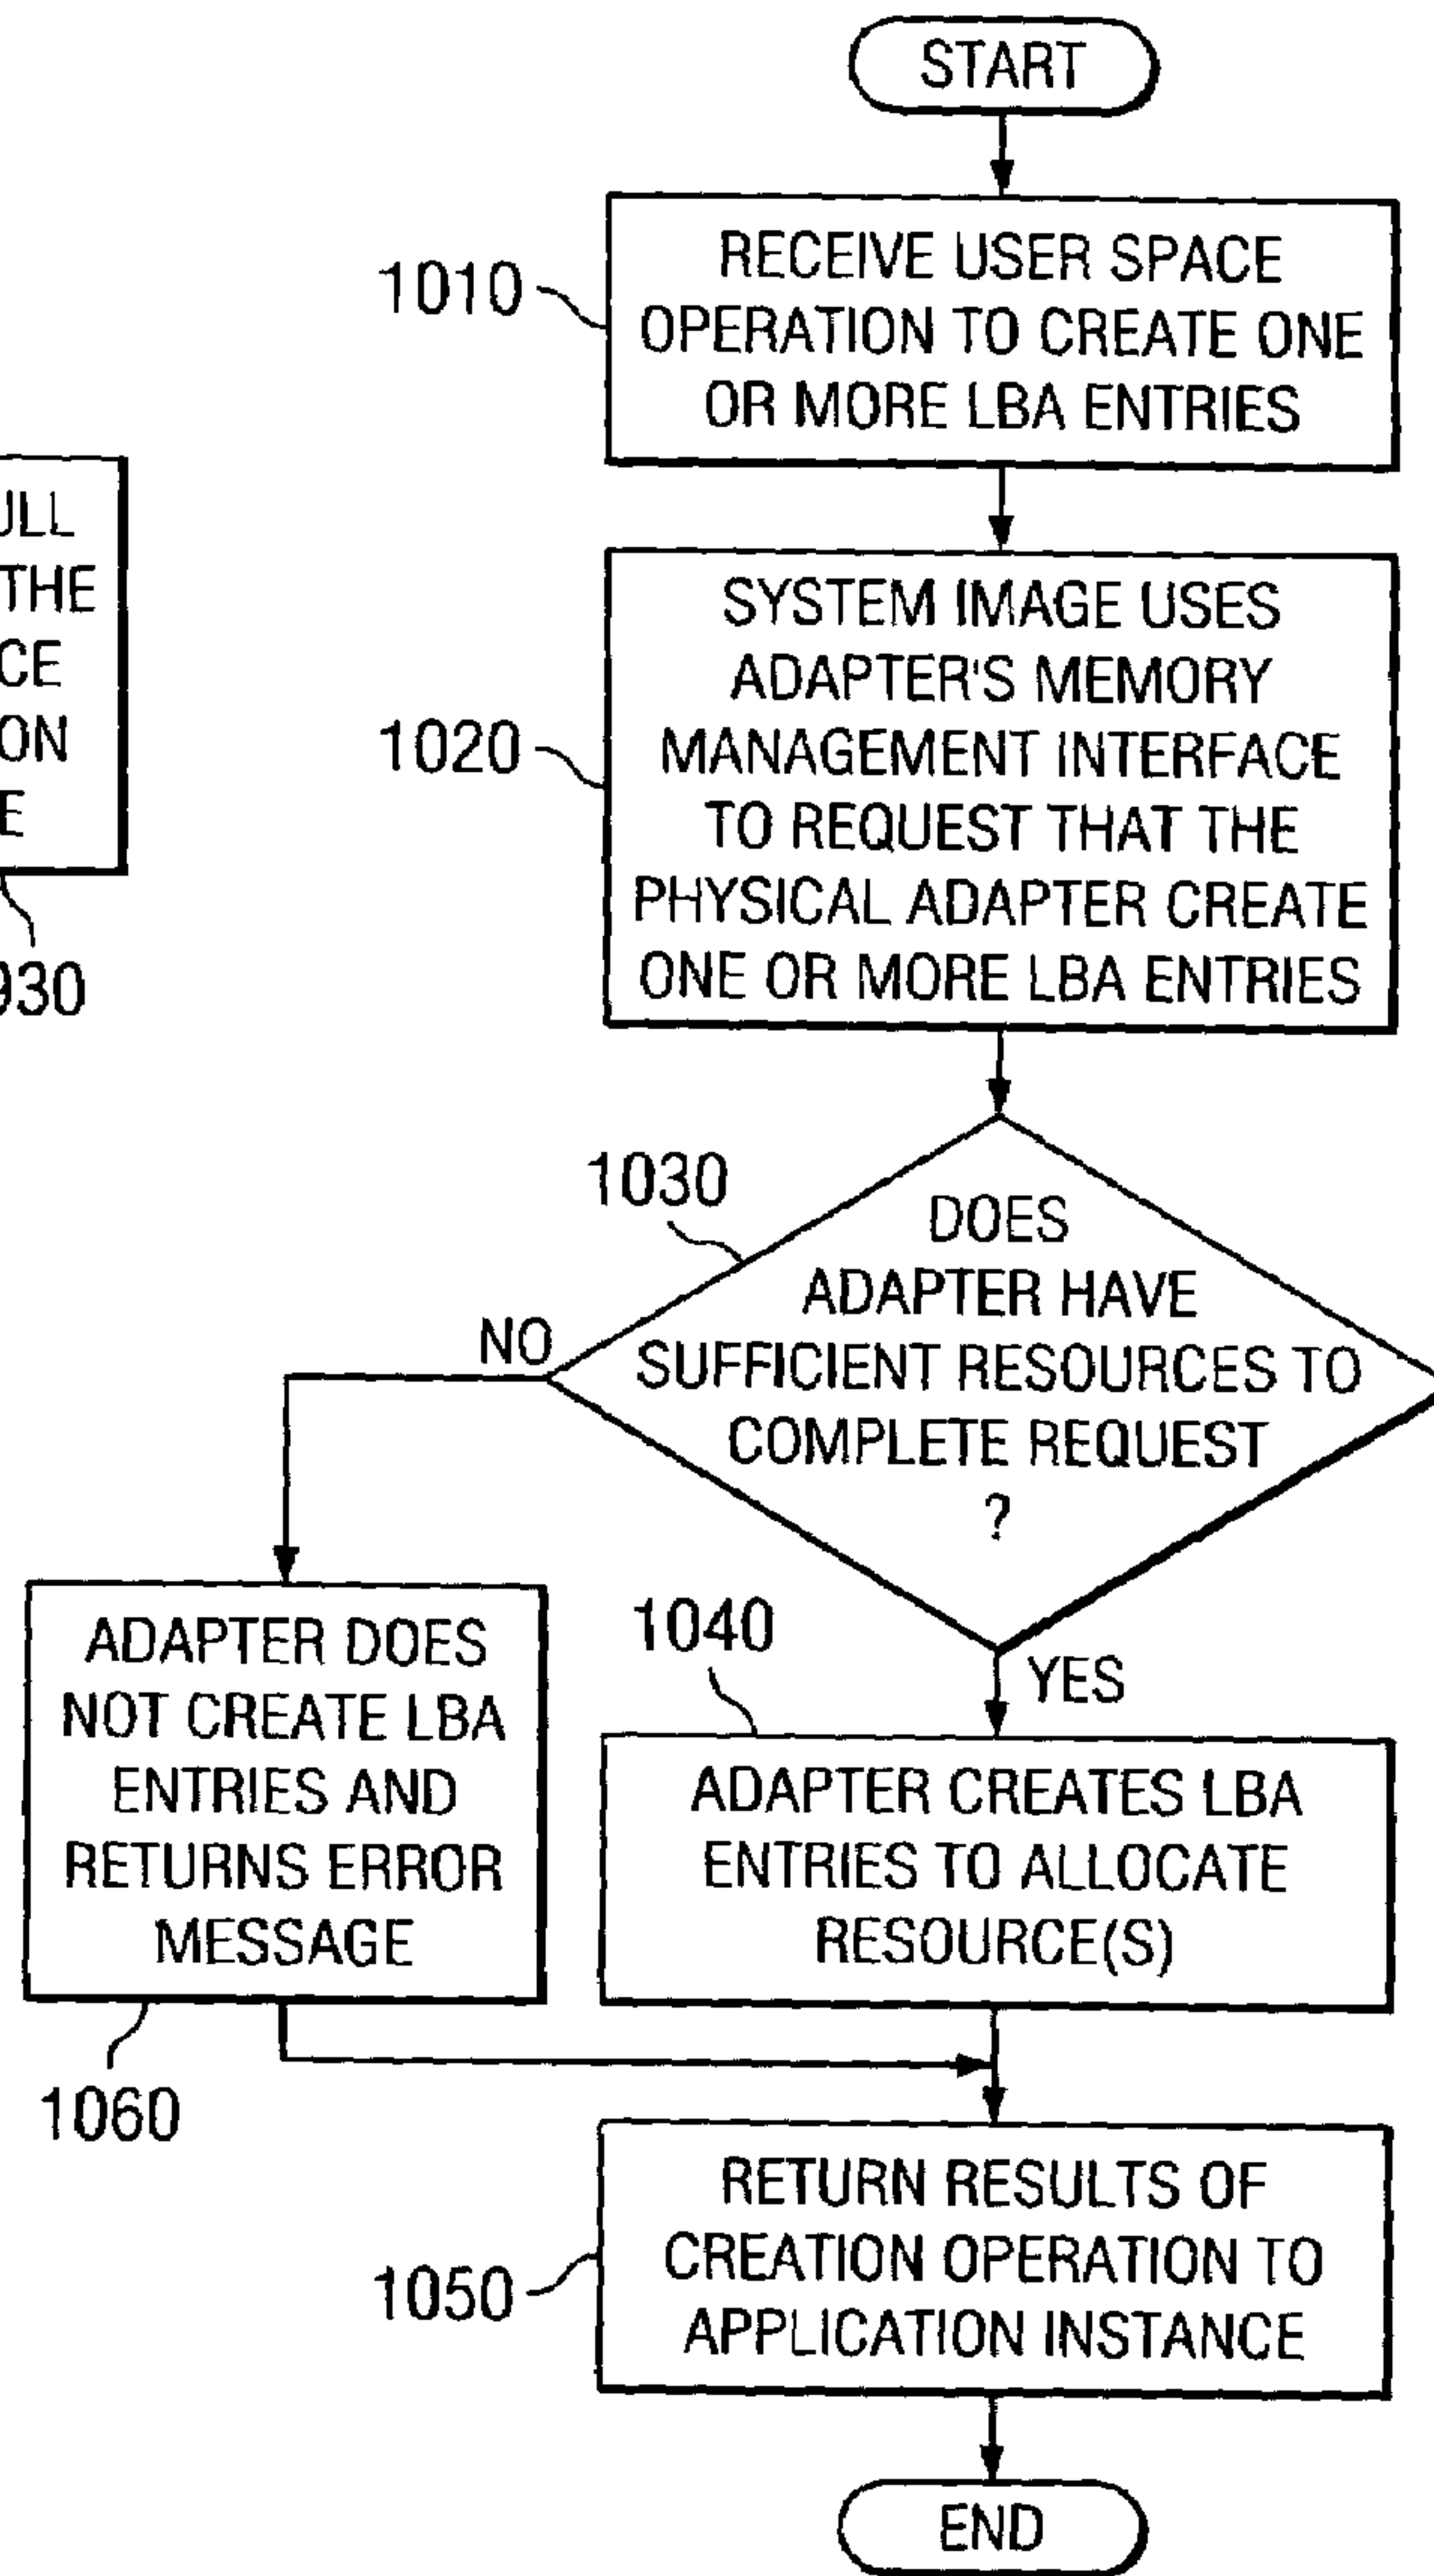 START
1010
RECEIVE USER SPACE
OPERATION TO CREATE ONE
OR MORE LBA ENTRIES
THE
1020
SYSTEM IMAGE USES
ADAPTER'S MEMORY
MANAGEMENT INTERFACE
TO REQUEST THAT THE
PHYSICAL ADAPTER CREATE
ONE OR MORE LBA ENTRIES
1030
DOES
ADAPTER HAVE
SUFFICIENT RESOURCES TO
COMPLETE REQUEST
?
NO
YES
ADAPTER DOES
NOT CREATE LBA
ENTRIES AND
RETURNS ERROR
MESSAGE
1060
1040
ADAPTER CREATES LBA
ENTRIES TO ALLOCATE
RESOURCE(S)
1050
RETURN RESULTS OF
CREATION OPERATION TO
APPLICATION INSTANCE
END